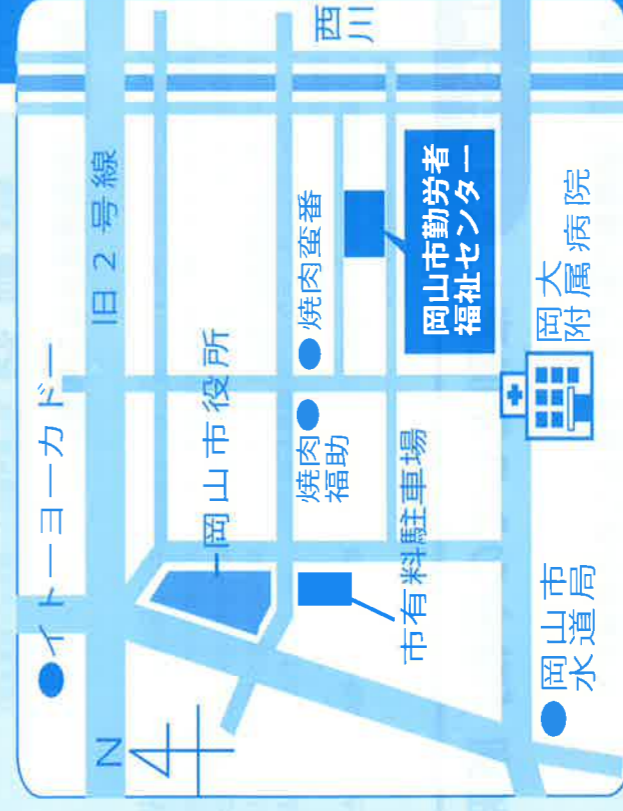 イトーヨーカドー
旧2号線
西川
岡山市役所
焼肉蛮番
焼肉
福助
岡山市勤労者
福祉センター
市有料駐車場
岡大
附属病院
岡山市
水道局
N